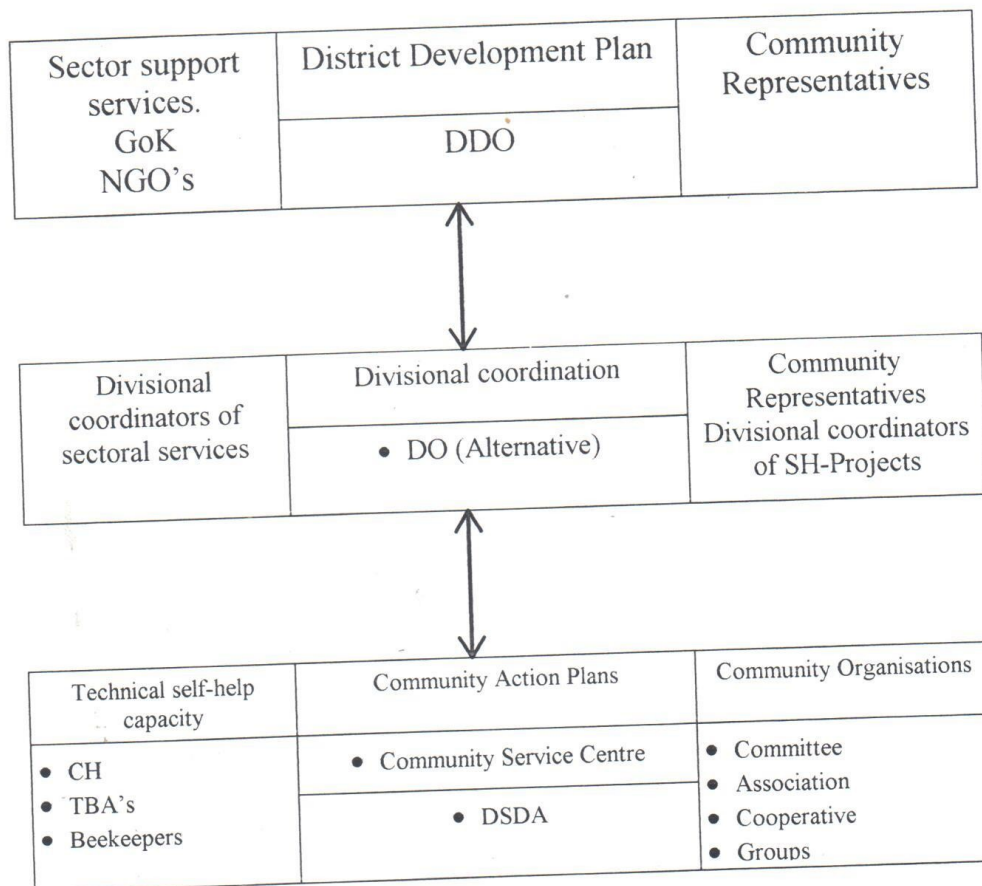 Sector support
services.
GoK
NGO's
District Development Plan
DDO
Community
Representatives
Divisional
coordinators of
sectoral services
Divisional coordination
• DO (Alternative)
Community
Representatives
Divisional coordinators
of SH-Projects
Technical self-help
capacity
• CH
• TBA's
• Beekeepers
Community Action Plans
• Community Service Centre
• DSDA
Community Organisations
• Committee
• Association
• Cooperative
• Groups